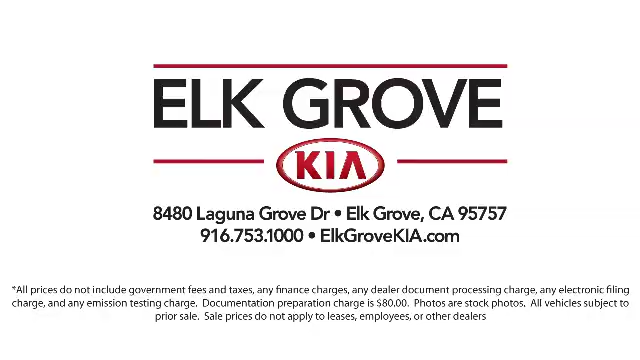 ELK GROVE
KIA
8480 Laguna Grove Dr • Elk Grove, CA 95757
916.753.1000 • ElkGroveKIA.com
*All prices do not include government fees and taxes, any finance charges, any dealer document processing charge, any electronic filing
charge, and any emission testing charge.  Documentation preparation charge is $80.00.  Photos are stock photos.  All vehicles subject to
prior sale.  Sale prices do not apply to leases, employees, or other dealers